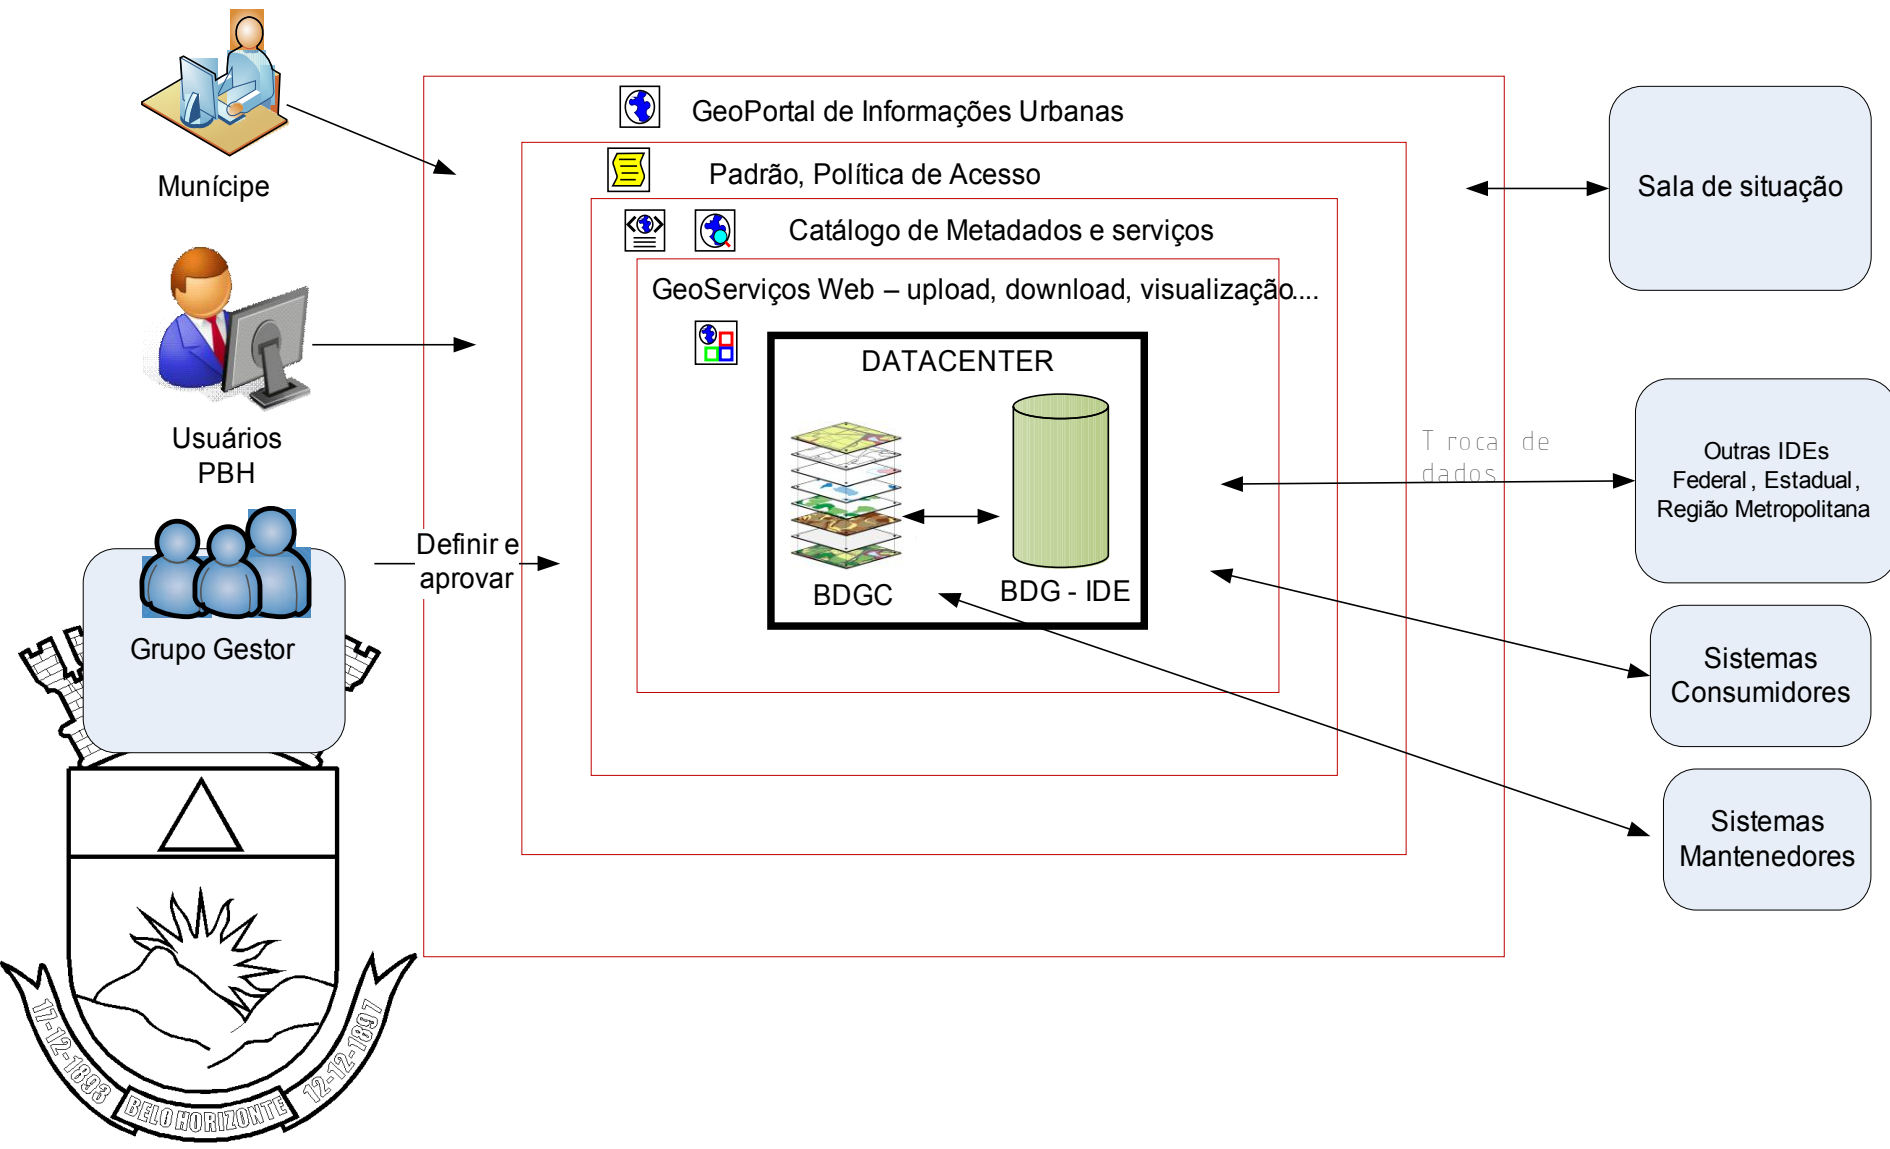 Munícipe
Usuários
PBH
Grupo Gestor
Definir e
aprovar
GeoPortal de Informações Urbanas
Padrão, Política de Acesso
Catálogo de Metadados e serviços
GeoServiços Web – upload, download, visualização....
DATACENTER
BDGC
BDG - IDE
Troca de
dados
Sala de situação
Outras IDEs
Federal, Estadual,
Região Metropolitana
Sistemas
Consumidores
Sistemas
Mantenedores
17-12-1893
BELO HORIZONTE
12-12-1897